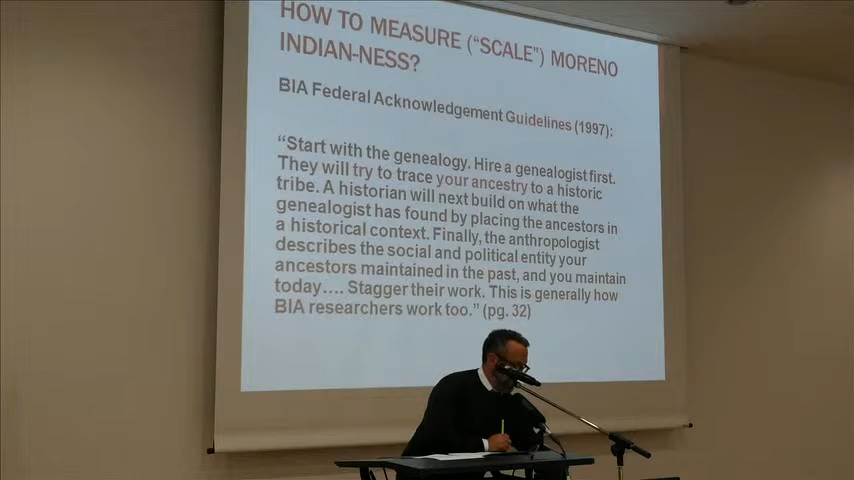 HOW TO MEASURE ("SCALE") MORENO
INDIAN-NESS?
BIA Federal Acknowledgement Guidelines (1997):
"Start with the genealogy. Hire a genealogist first.
They will try to trace your ancestry to a historic
tribe. A historian will next build on what the
genealogist has found by placing the ancestors in
a historical context. Finally, the anthropologist
describes the social and political entity your
ancestors maintained in the past, and you maintain
today.... Stagger their work. This is generally how
BIA researchers work too." (pg. 32)